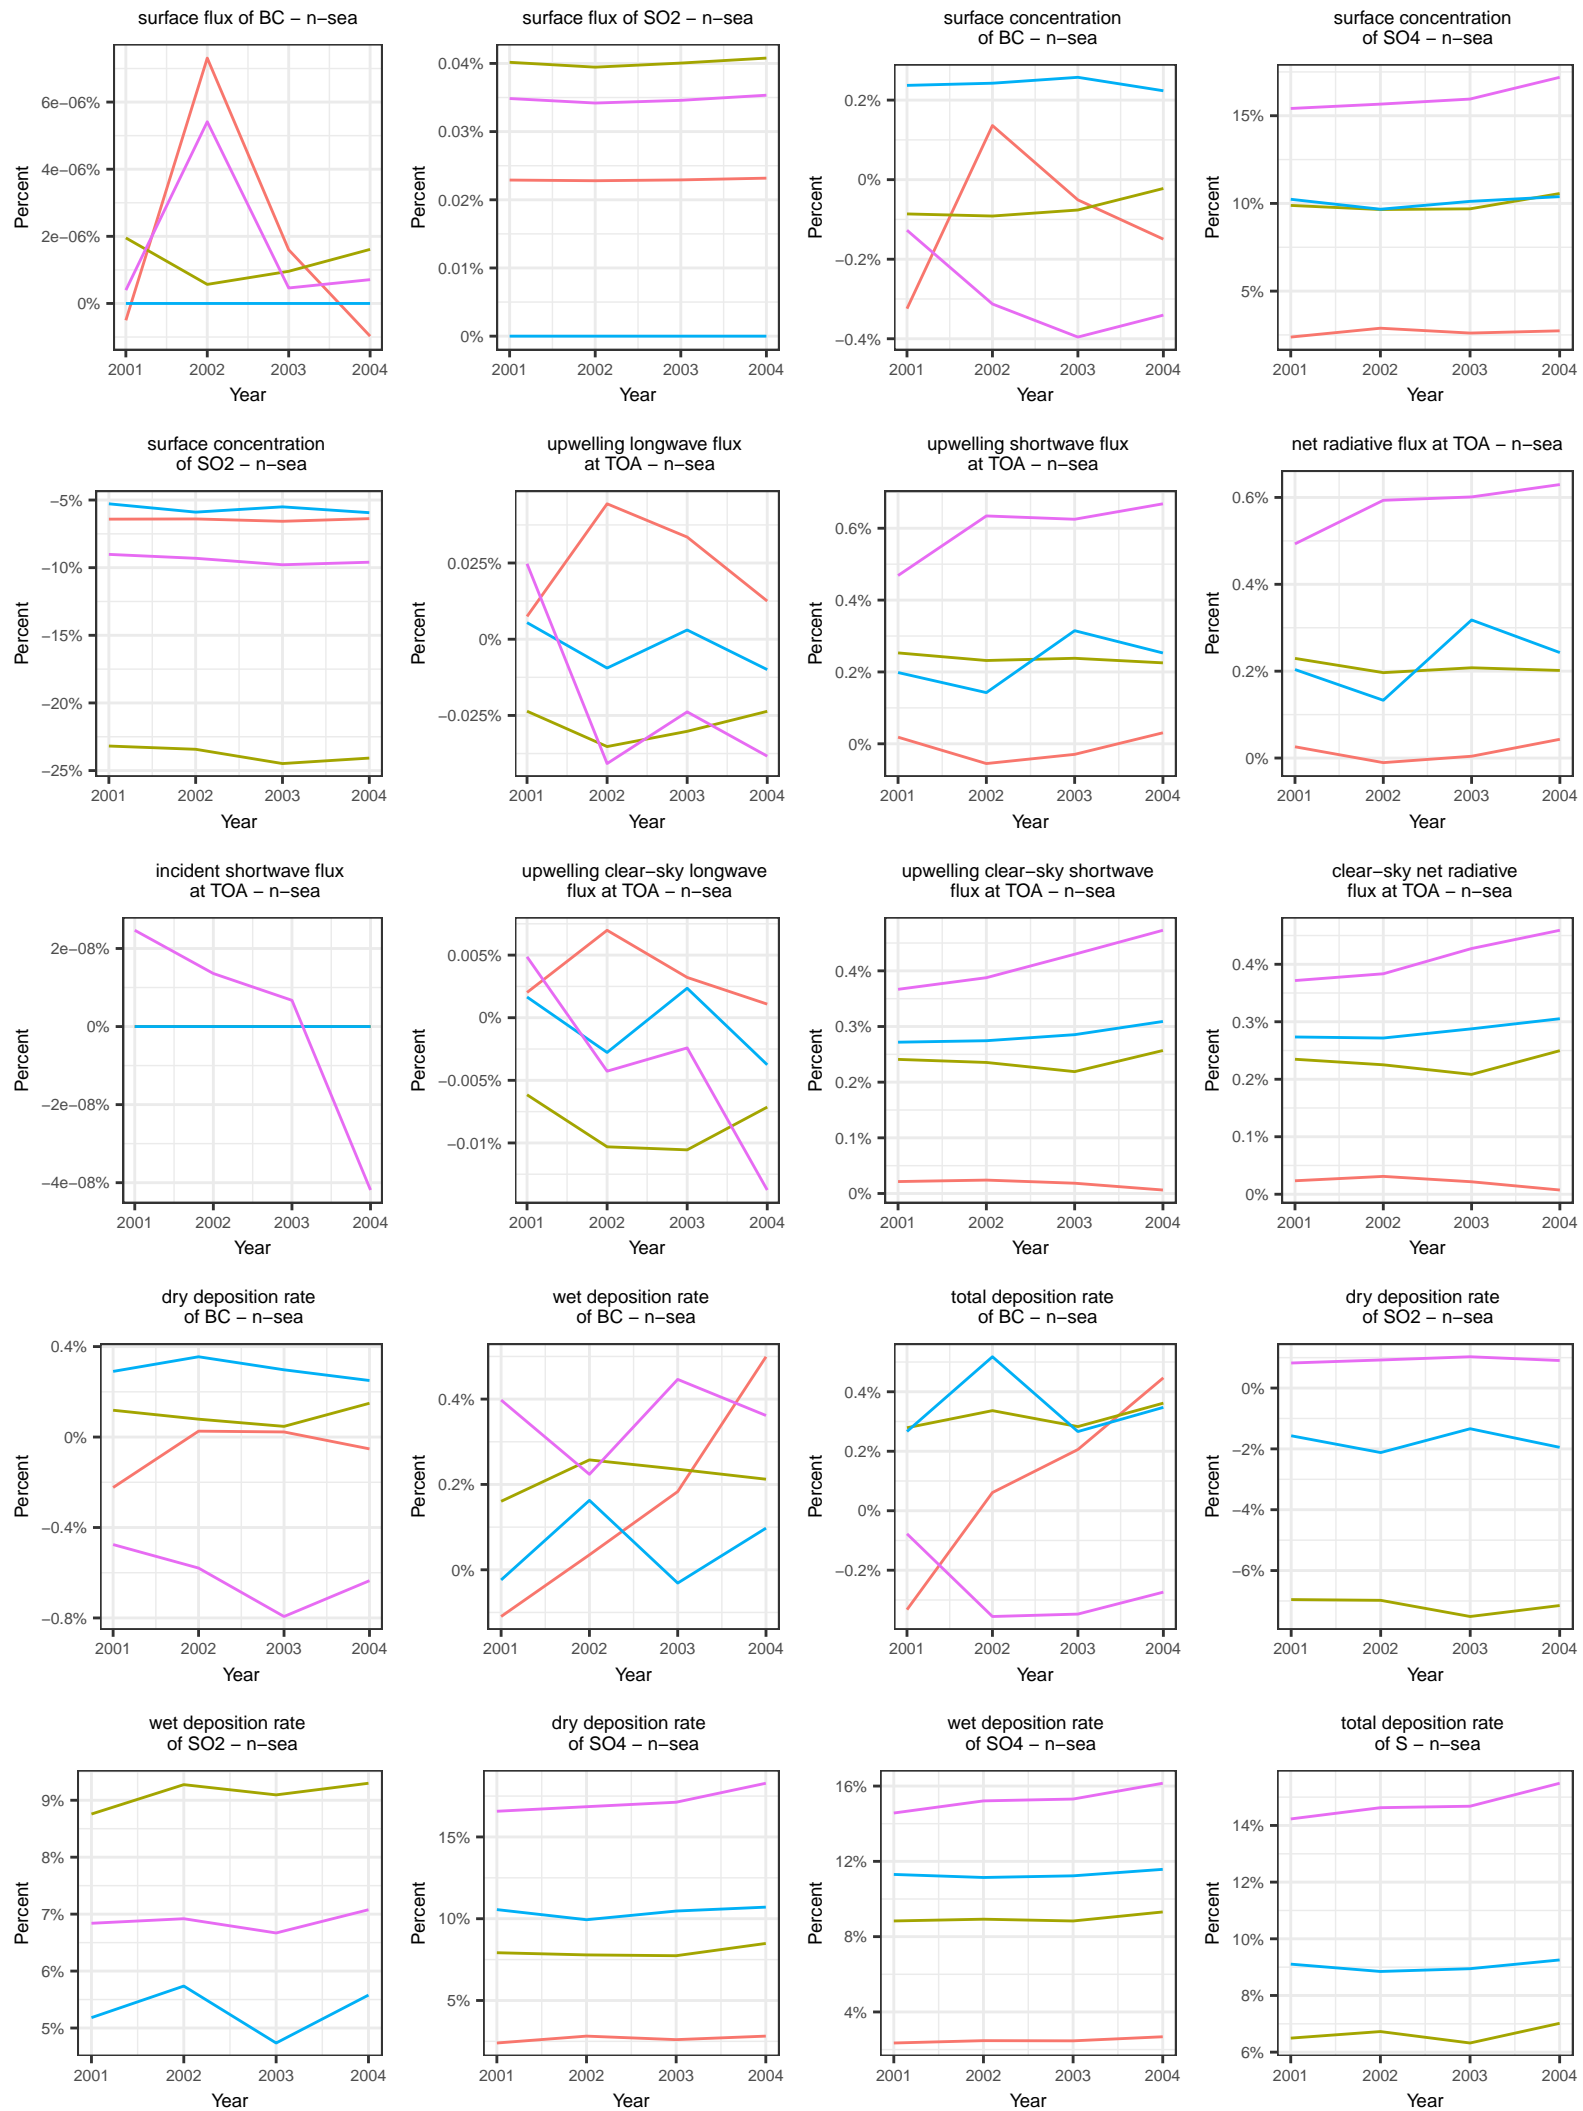 surface flux of BC − n−sea
Percent
6e−06%
4e−06%
2e−06%
0%
2001 2002 2003 2004
Year
surface flux of SO2 − n−sea
Percent
0.04%
0.03%
0.02%
0.01%
0%
2001 2002 2003 2004
Year
surface concentration
of BC − n−sea
Percent
0.2%
0%
−0.2%
−0.4%
2001 2002 2003 2004
Year
surface concentration
of SO4 − n−sea
Percent
15%
10%
5%
2001 2002 2003 2004
Year
surface concentration
of SO2 − n−sea
Percent
−5%
−10%
−15%
−20%
−25%
2001 2002 2003 2004
Year
upwelling longwave flux
at TOA − n−sea
Percent
0.025%
0%
−0.025%
2001 2002 2003 2004
Year
upwelling shortwave flux
at TOA − n−sea
Percent
0.6%
0.4%
0.2%
0%
2001 2002 2003 2004
Year
net radiative flux at TOA − n−sea
Percent
0.6%
0.4%
0.2%
0%
2001 2002 2003 2004
Year
incident shortwave flux
at TOA − n−sea
Percent
2e−08%
0%
−2e−08%
−4e−08%
2001 2002 2003 2004
Year
upwelling clear−sky longwave
flux at TOA − n−sea
Percent
0.005%
0%
−0.005%
−0.01%
2001 2002 2003 2004
Year
upwelling clear−sky shortwave
flux at TOA − n−sea
Percent
0.4%
0.3%
0.2%
0.1%
0%
2001 2002 2003 2004
Year
clear−sky net radiative
flux at TOA − n−sea
Percent
0.4%
0.3%
0.2%
0.1%
0%
2001 2002 2003 2004
Year
dry deposition rate
of BC − n−sea
Percent
0.4%
0%
−0.4%
−0.8%
2001 2002 2003 2004
Year
wet deposition rate
of BC − n−sea
Percent
0.4%
0.2%
0%
2001 2002 2003 2004
Year
total deposition rate
of BC − n−sea
Percent
0.4%
0.2%
0%
−0.2%
2001 2002 2003 2004
Year
dry deposition rate
of SO2 − n−sea
Percent
0%
−2%
−4%
−6%
2001 2002 2003 2004
Year
wet deposition rate
of SO2 − n−sea
Percent
9%
8%
7%
6%
5%
2001 2002 2003 2004
Year
dry deposition rate
of SO4 − n−sea
Percent
15%
10%
5%
2001 2002 2003 2004
Year
wet deposition rate
of SO4 − n−sea
Percent
16%
12%
8%
4%
2001 2002 2003 2004
Year
total deposition rate
of S − n−sea
Percent
14%
12%
10%
8%
6%
2001 2002 2003 2004
Year